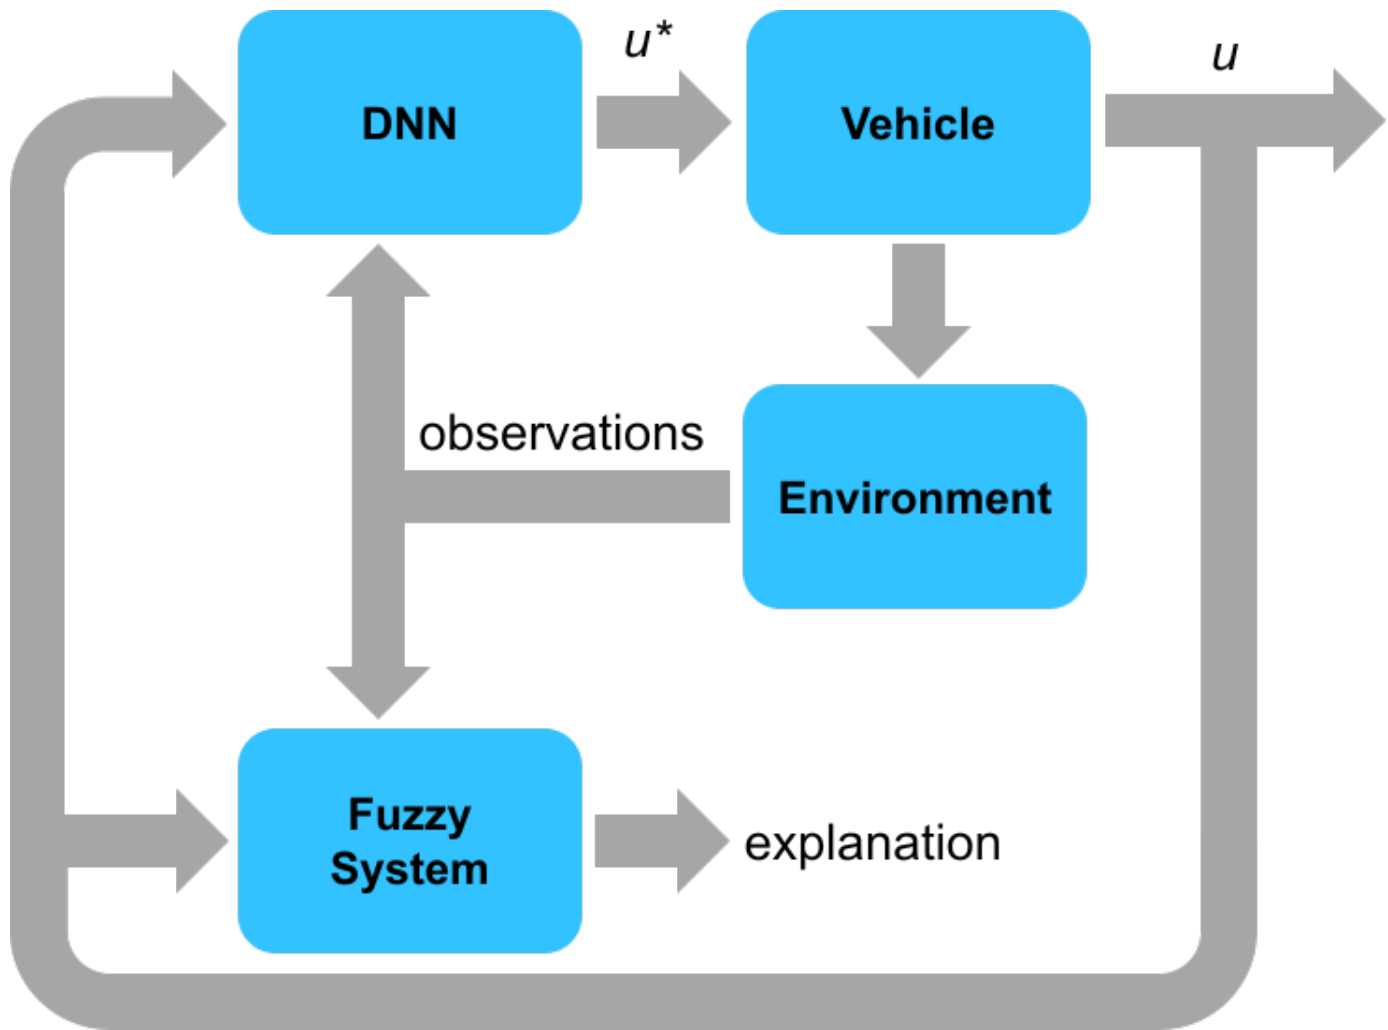 u*
u
DNN
Vehicle
observations
Environment
Fuzzy
System
explanation